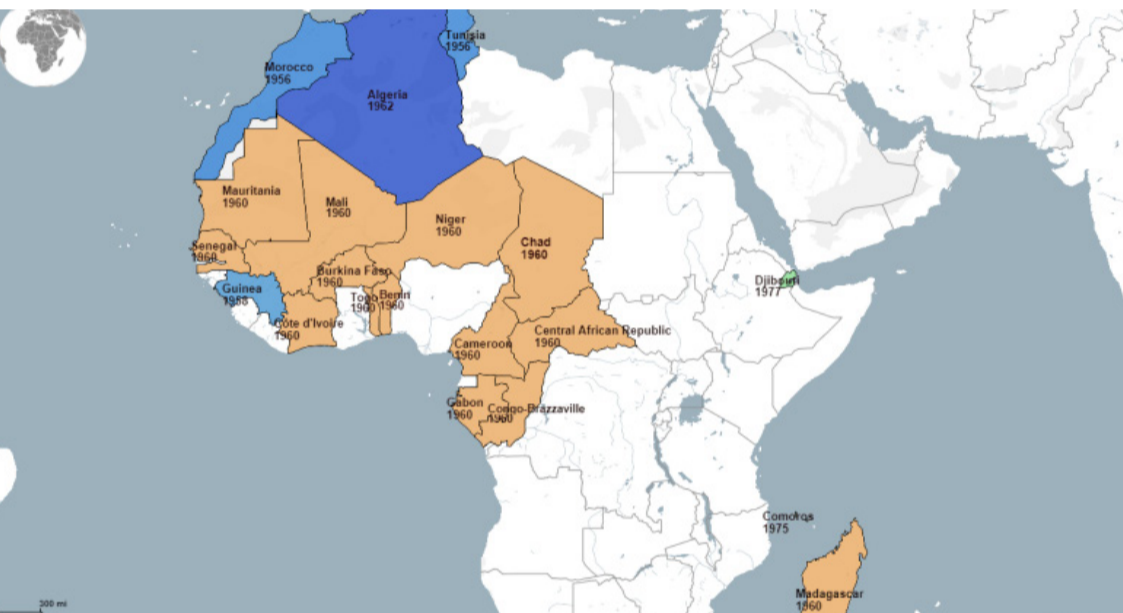 Tunisia
1956
Morocco
1956
Algeria
1962
Mauritania
1960
Mali
1960
Niger
1960
Chad
1960
Senegal
1960
Burkina Faso
1960
Djibouti
1977
Guinea
1958
Togo
1960
Benin
1960
Côte d'Ivoire
1960
Central African Republic
1960
Cameroon
1960
Gabon
1960
Congo-Brazzaville
1960
Comoros
1975
Madagascar
1960
300 mi